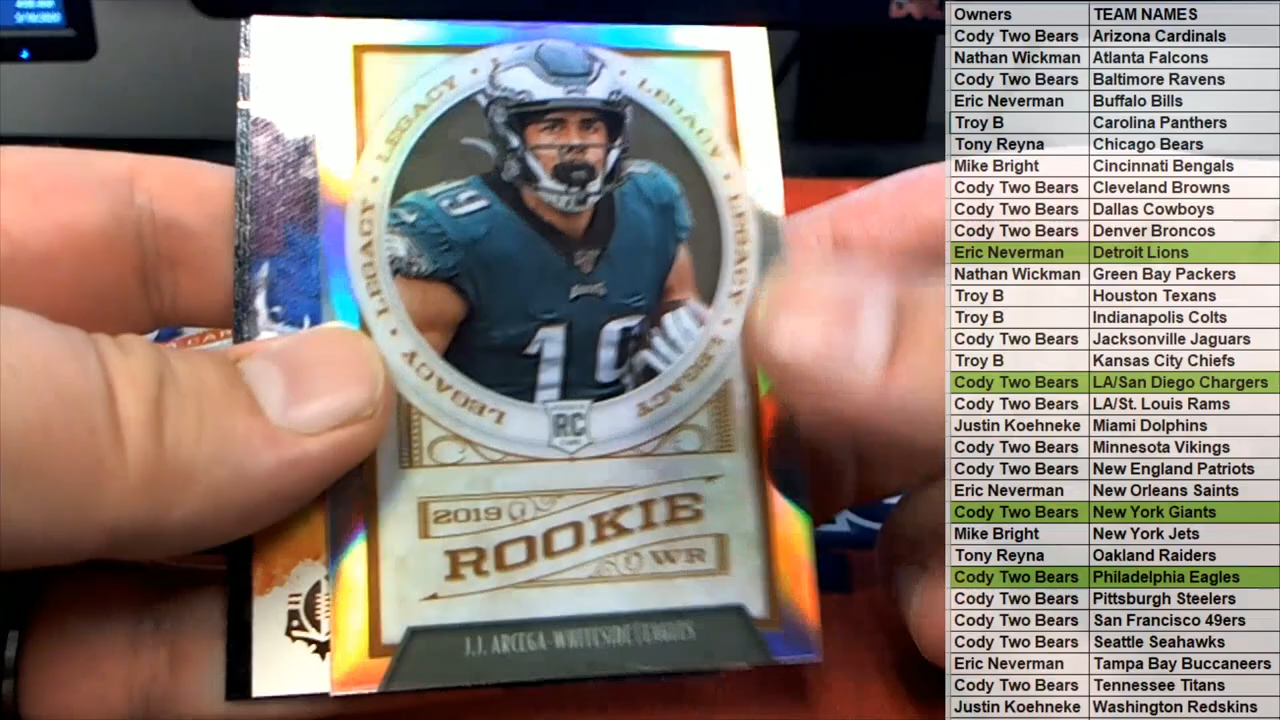 5/10/2020
LEGACY · LEGACY · LEGACY · LEGACY · LEGACY · LEGACY
19
19
RC
2019
ROOKIE
WR
J.J. ARCEGA-WHITESIDE
Owners TEAM NAMES
Cody Two Bears Arizona Cardinals
Nathan Wickman Atlanta Falcons
Cody Two Bears Baltimore Ravens
Eric Neverman Buffalo Bills
Troy B Carolina Panthers
Tony Reyna Chicago Bears
Mike Bright Cincinnati Bengals
Cody Two Bears Cleveland Browns
Cody Two Bears Dallas Cowboys
Cody Two Bears Denver Broncos
Eric Neverman Detroit Lions
Nathan Wickman Green Bay Packers
Troy B Houston Texans
Troy B Indianapolis Colts
Cody Two Bears Jacksonville Jaguars
Troy B Kansas City Chiefs
Cody Two Bears LA/San Diego Chargers
Cody Two Bears LA/St. Louis Rams
Justin Koehneke Miami Dolphins
Cody Two Bears Minnesota Vikings
Cody Two Bears New England Patriots
Eric Neverman New Orleans Saints
Cody Two Bears New York Giants
Mike Bright New York Jets
Tony Reyna Oakland Raiders
Cody Two Bears Philadelphia Eagles
Cody Two Bears Pittsburgh Steelers
Cody Two Bears San Francisco 49ers
Cody Two Bears Seattle Seahawks
Eric Neverman Tampa Bay Buccaneers
Cody Two Bears Tennessee Titans
Justin Koehneke Washington Redskins